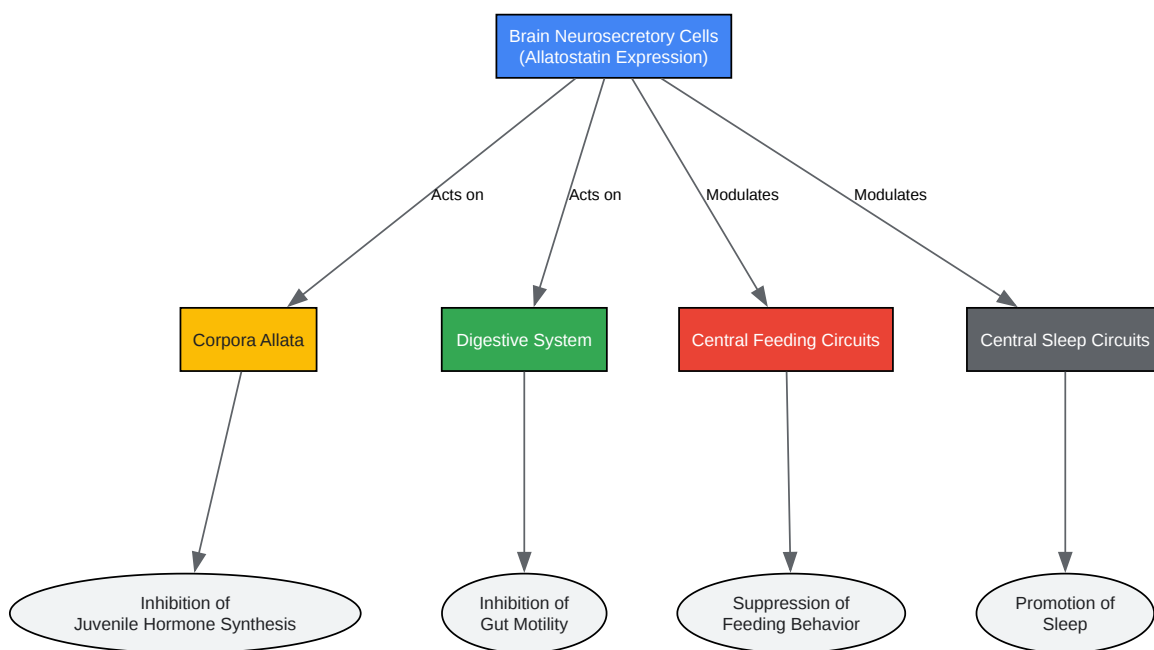 Brain Neurosecretory Cells
(Allatostatin Expression)
Acts on
Acts on
Modulates
Modulates
Corpora Allata
Digestive System
Central Feeding Circuits
Central Sleep Circuits
Inhibition of
Juvenile Hormone Synthesis
Inhibition of
Gut Motility
Suppression of
Feeding Behavior
Promotion of
Sleep